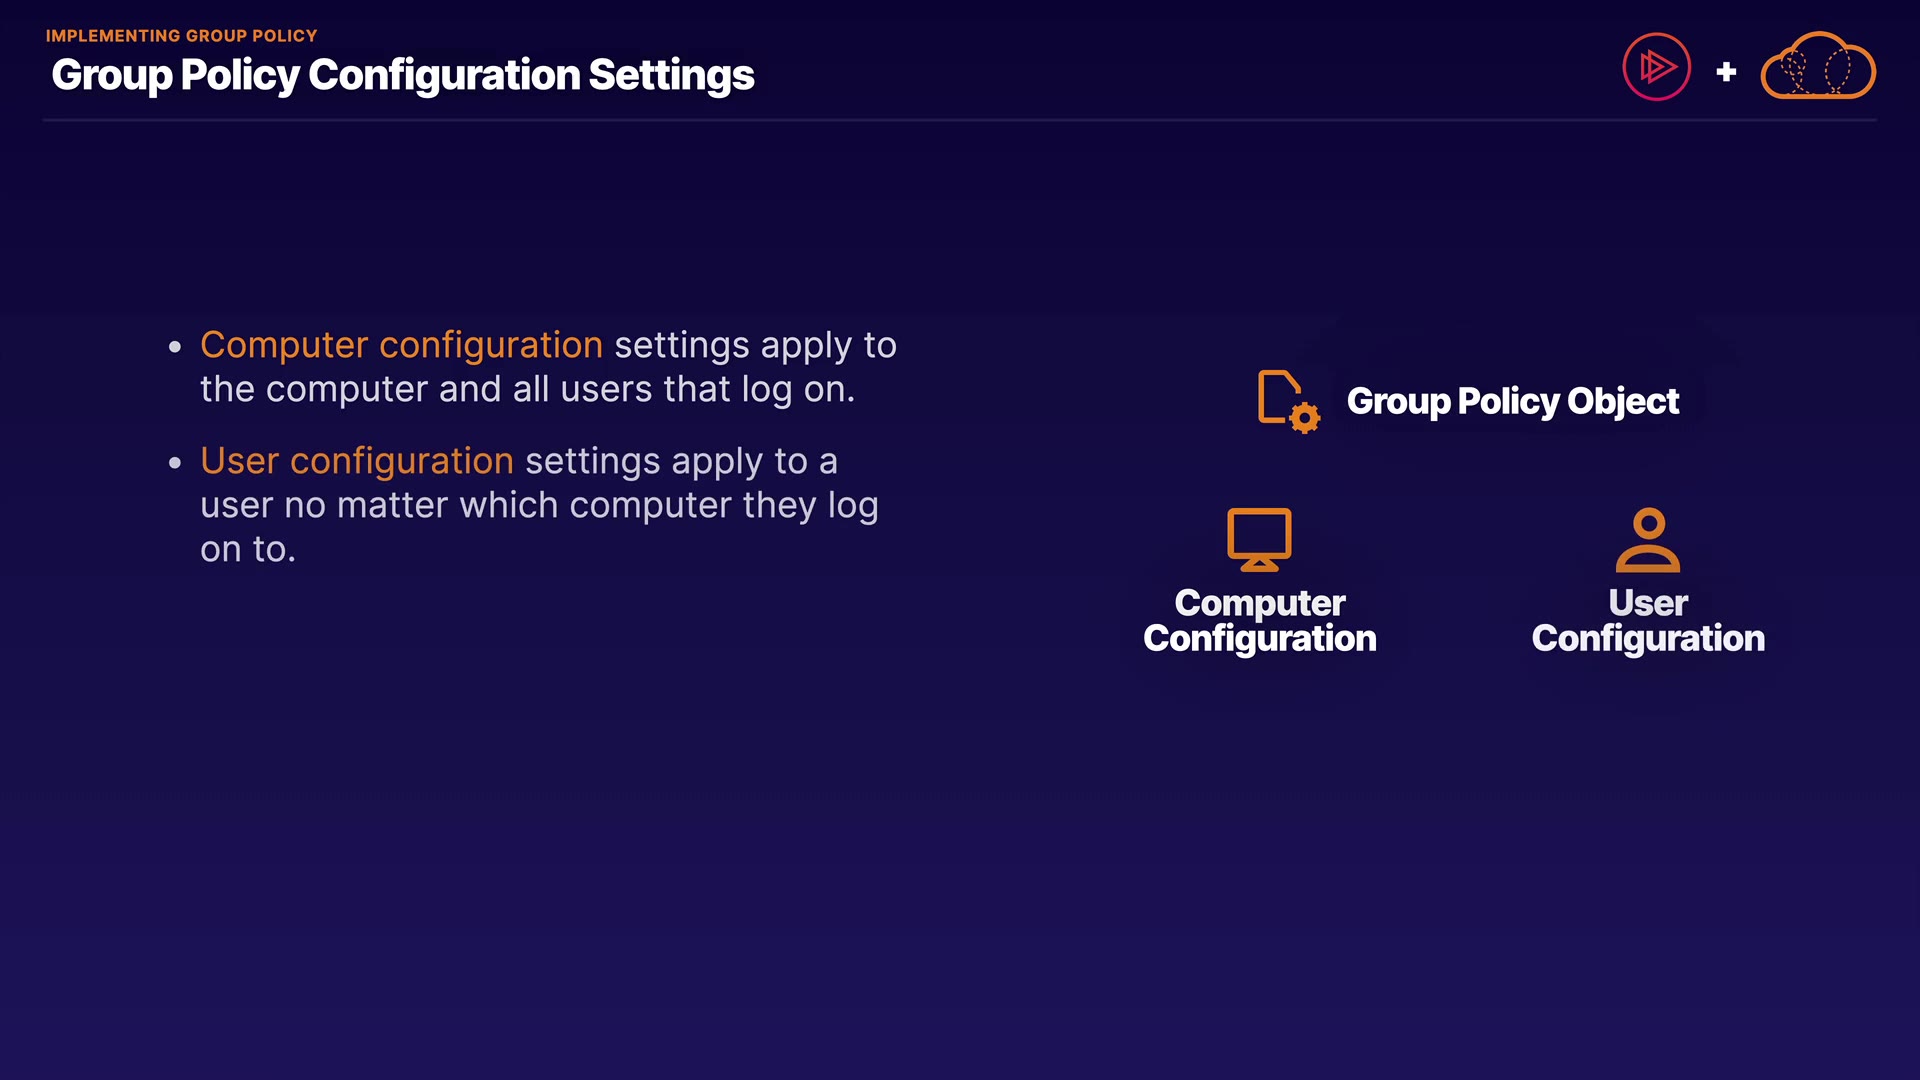 IMPLEMENTING GROUP POLICY
Group Policy Configuration Settings
+
• Computer configuration settings apply to
the computer and all users that log on.
• User configuration settings apply to a
user no matter which computer they log
on to.
Group Policy Object
Computer
Configuration
User
Configuration